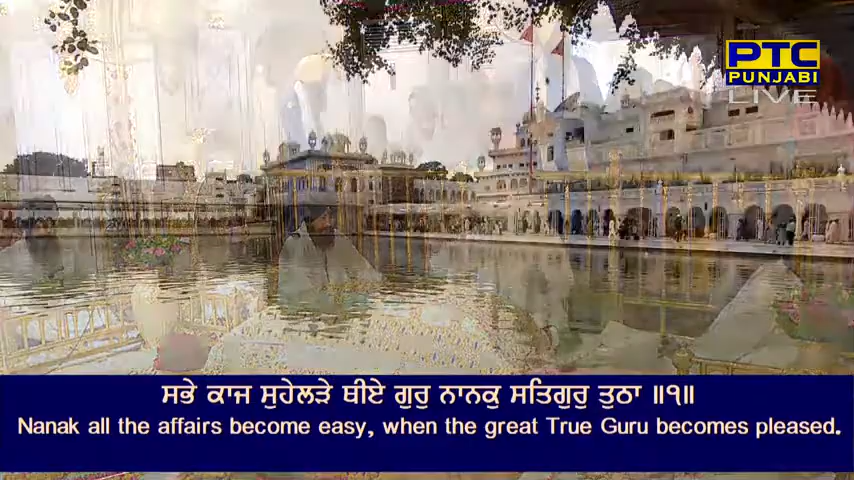 PTC
PUNJABI
LIVE
ਸਭੇ ਕਾਜ ਸੁਹੇਲੜੇ ਥੀਏ ਗੁਰੁ ਨਾਨਕੁ ਸਤਿਗੁਰੁ ਤੁਠਾ ॥੧॥
Nanak all the affairs become easy, when the great True Guru becomes pleased.